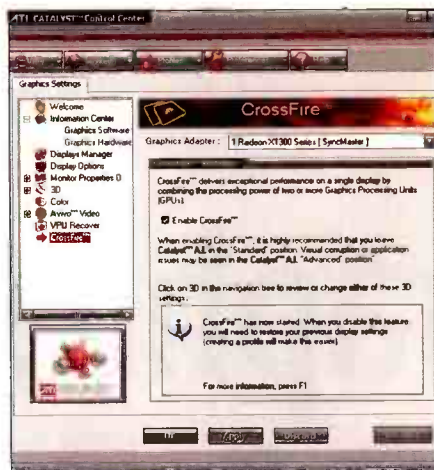 ATI CATALYST™ Control Center
Help
Graphics Settings
Welcome
Information Center
Graphics Software
Graphics Hardware
Displays Manager
Display Options
Monitor Properties 0
3D
Color
Avivo™ Video
VPU Recover
CrossFire™
CrossFire™
Graphics Adapter :
1 Radeon X1300 Series [ SyncMaster ]
CrossFire™ delivers exceptional performance on a single display by
combining the processing power of two or more Graphics Processing Units
(GPUs).
Enable CrossFire™
When enabling CrossFire™, it is highly recommended that you leave
Catalyst™ A.I. in the "Standard" position. Visual corruption or application
issues may be seen in the Catalyst™ A.I. "Advanced" position.
Click on 3D in the navigation tree to review or change either of these 3D
settings.
CrossFire™ has now started. When you disable this feature
you will need to restore your previous display settings
(creating a profile will make this easier)
For more information, press F1
ATI